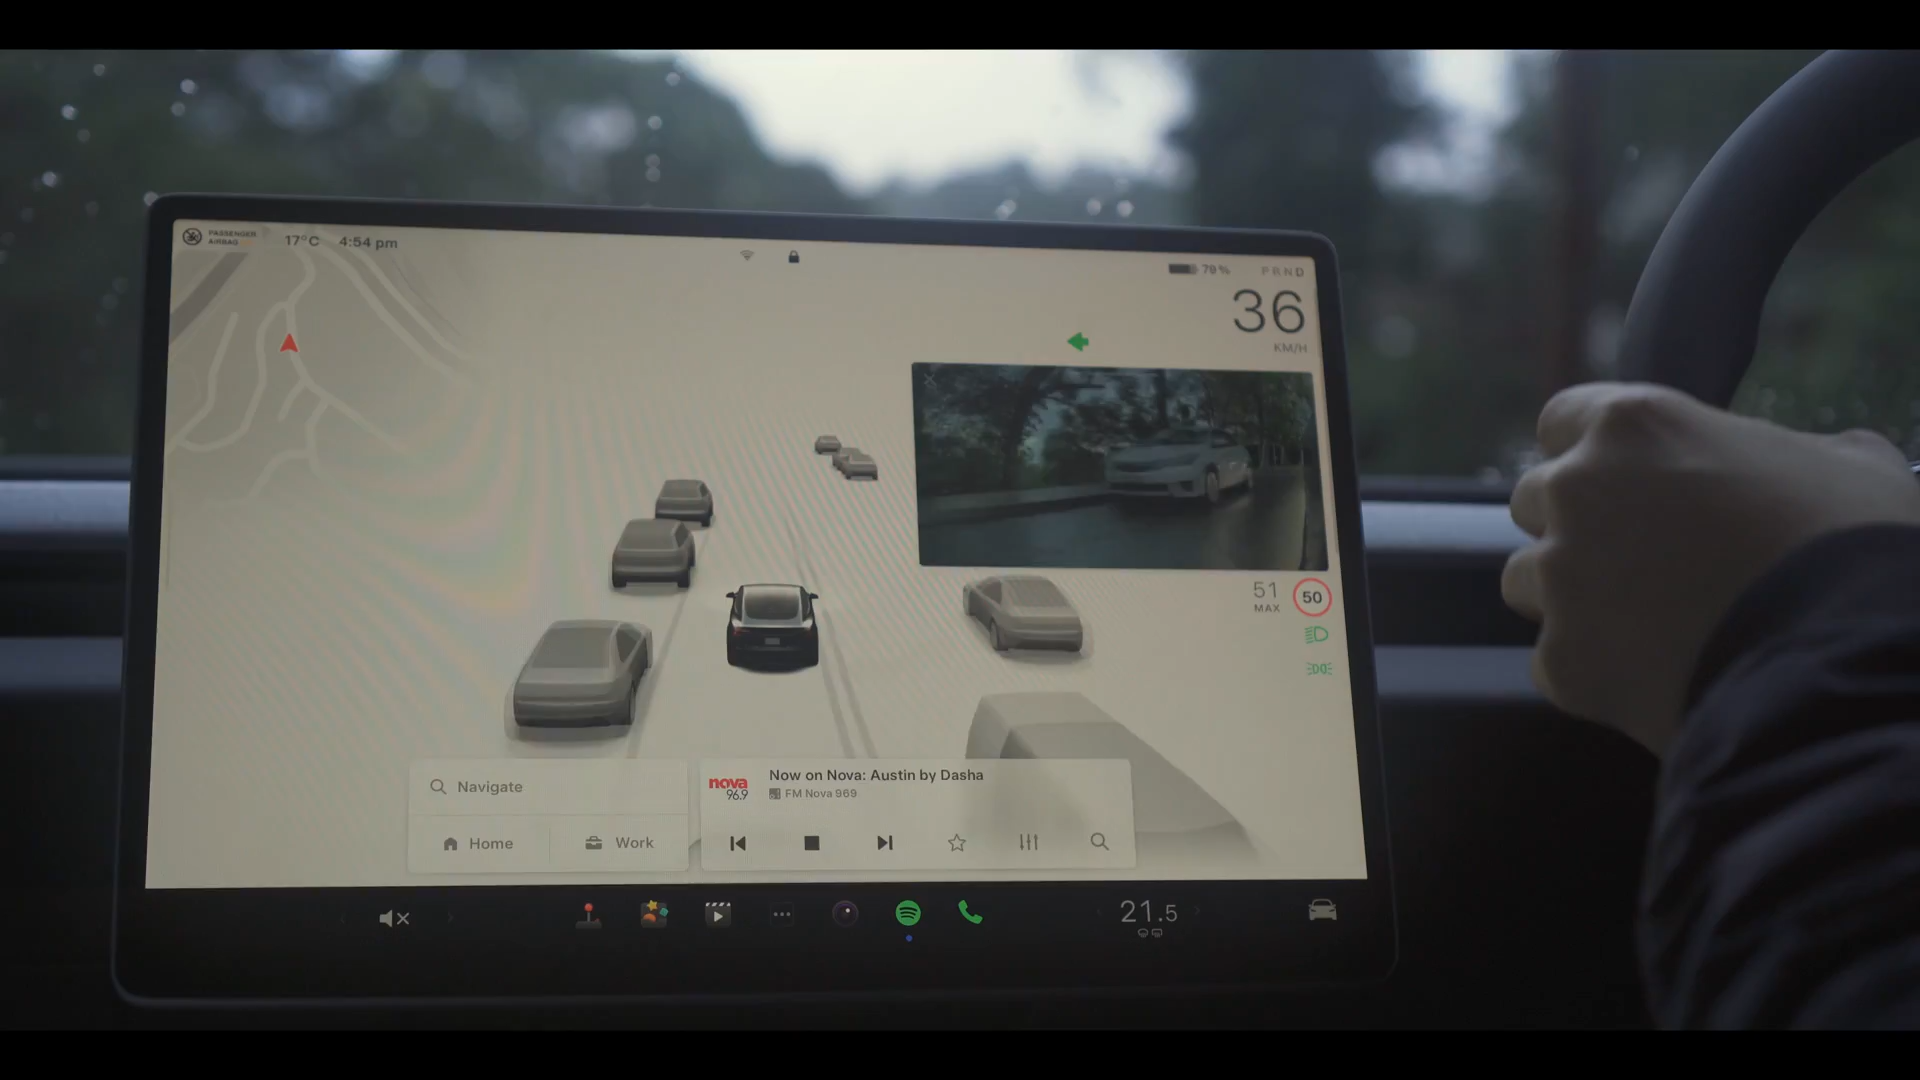 PASSENGER
AIRBAG
17°C
4:54 pm
79%
PRND
36
KM/H
51
MAX
50
Navigate
Home
Work
nova
96.9
Now on Nova: Austin by Dasha
FM Nova 969
21.5